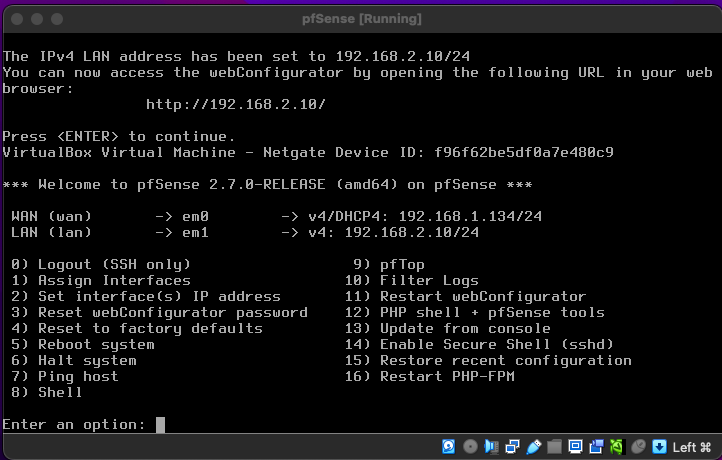 pfSense [Running]
The IPv4 LAN address has been set to 192.168.2.10/24
You can now access the webConfigurator by opening the following URL in your web
browser:
http://192.168.2.10/
Press <ENTER> to continue.
VirtualBox Virtual Machine - Netgate Device ID: f96f62be5df0a7e480c9
*** Welcome to pfSense 2.7.0-RELEASE (amd64) on pfSense ***
WAN (wan) -> em0 -> v4/DHCP4: 192.168.1.134/24
LAN (lan) -> em1 -> v4: 192.168.2.10/24
0) Logout (SSH only) 9) pfTop
1) Assign Interfaces 10) Filter Logs
2) Set interface(s) IP address 11) Restart webConfigurator
3) Reset webConfigurator password 12) PHP shell + pfSense tools
4) Reset to factory defaults 13) Update from console
5) Reboot system 14) Enable Secure Shell (sshd)
6) Halt system 15) Restore recent configuration
7) Ping host 16) Restart PHP-FPM
8) Shell
Enter an option:
Left ⌘